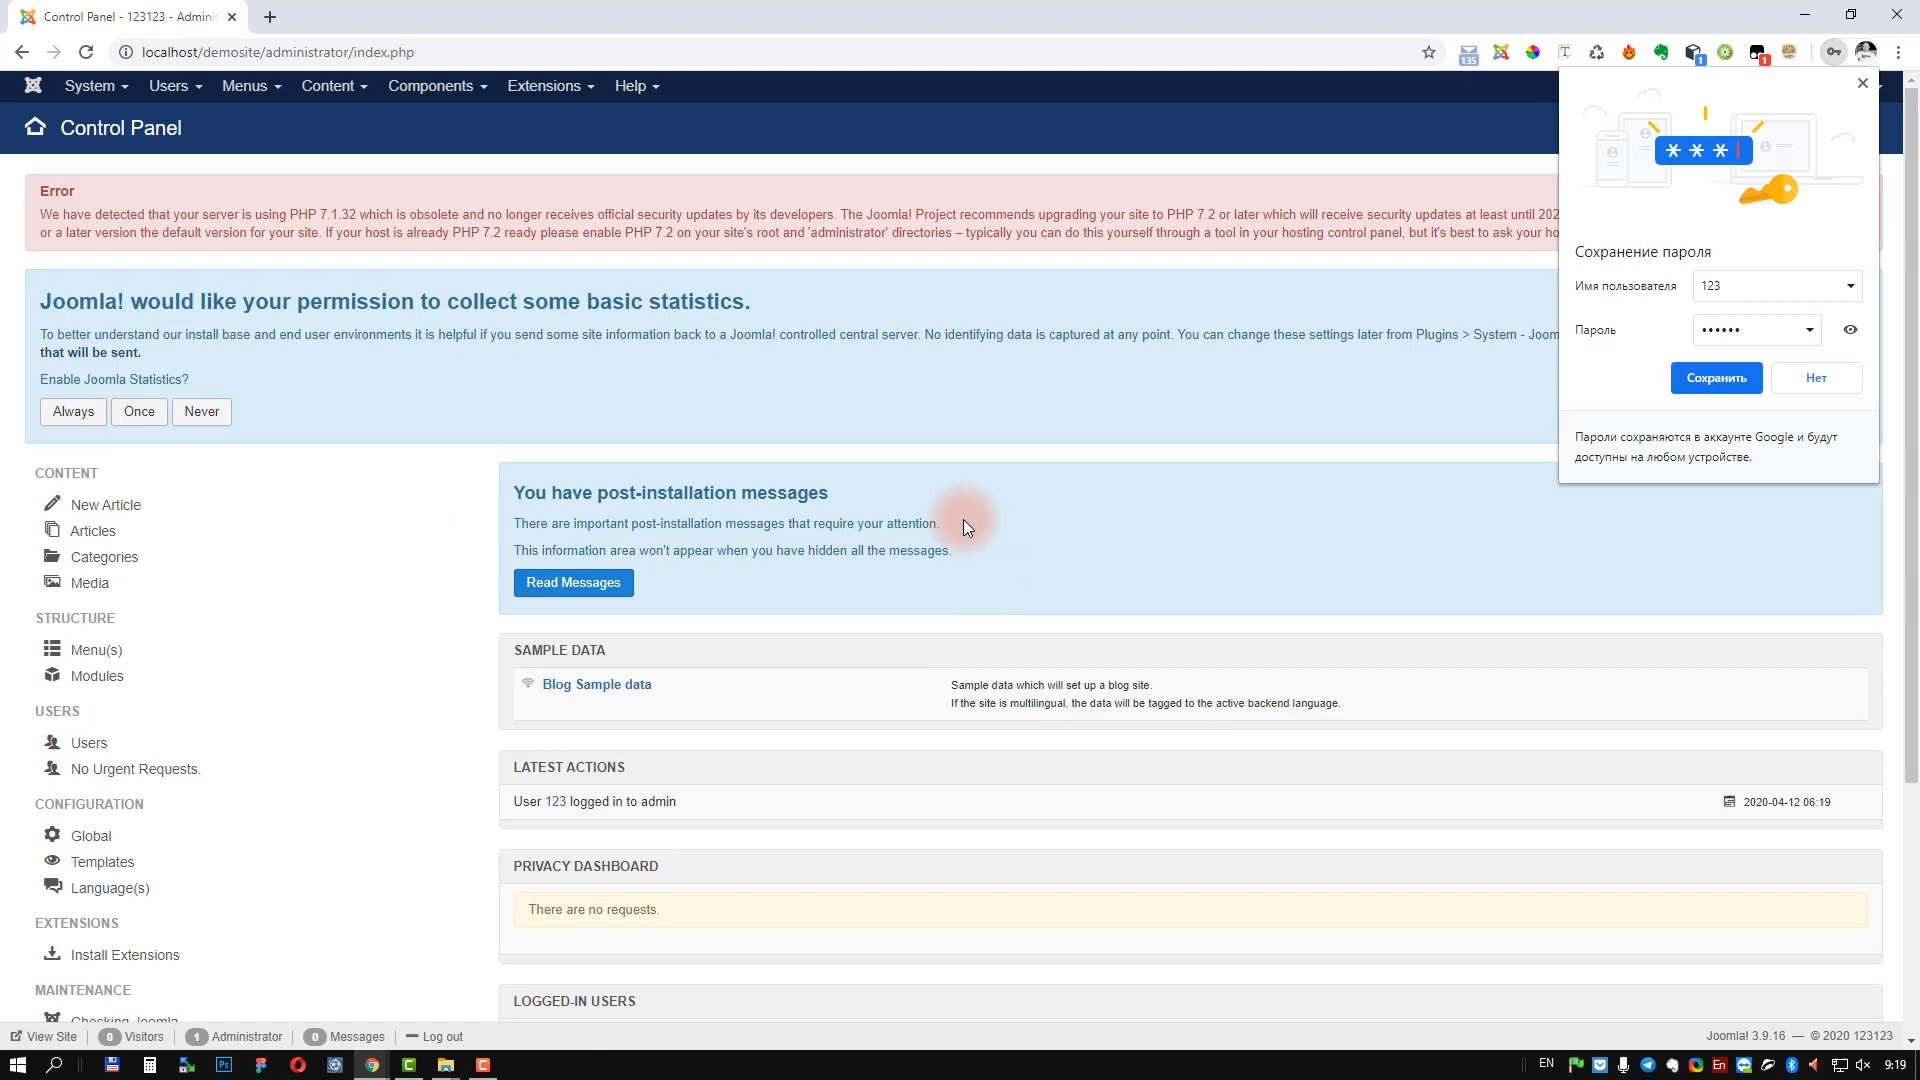 Control Panel - 123123 - Adminis
localhost/demosite/administrator/index.php
135
1
1
System
Users
Menus
Content
Components
Extensions
Help
Control Panel
Error
We have detected that your server is using PHP 7.1.32 which is obsolete and no longer receives official security updates by its developers. The Joomla! Project recommends upgrading your site to PHP 7.2 or later which will receive security updates at least until 202
or a later version the default version for your site. If your host is already PHP 7.2 ready please enable PHP 7.2 on your site's root and 'administrator' directories – typically you can do this yourself through a tool in your hosting control panel, but it's best to ask your ho
Joomla! would like your permission to collect some basic statistics.
To better understand our install base and end user environments it is helpful if you send some site information back to a Joomla! controlled central server. No identifying data is captured at any point. You can change these settings later from Plugins > System - Joom
that will be sent.
Enable Joomla Statistics?
Always
Once
Never
* * *
Сохранение пароля
Имя пользователя
123
Пароль
••••••
Сохранить
Нет
Пароли сохраняются в аккаунте Google и будут
доступны на любом устройстве.
CONTENT
New Article
Articles
Categories
Media
STRUCTURE
Menu(s)
Modules
USERS
Users
No Urgent Requests.
CONFIGURATION
Global
Templates
Language(s)
EXTENSIONS
Install Extensions
MAINTENANCE
Checking Joomla
You have post-installation messages
There are important post-installation messages that require your attention.
This information area won't appear when you have hidden all the messages.
Read Messages
SAMPLE DATA
Blog Sample data
Sample data which will set up a blog site.
If the site is multilingual, the data will be tagged to the active backend language.
LATEST ACTIONS
User 123 logged in to admin
2020-04-12 06:19
PRIVACY DASHBOARD
There are no requests.
LOGGED-IN USERS
View Site
0 Visitors
1 Administrator
0 Messages
Log out
Joomla! 3.9.16 — © 2020 123123
Ps
EN
En
9:19